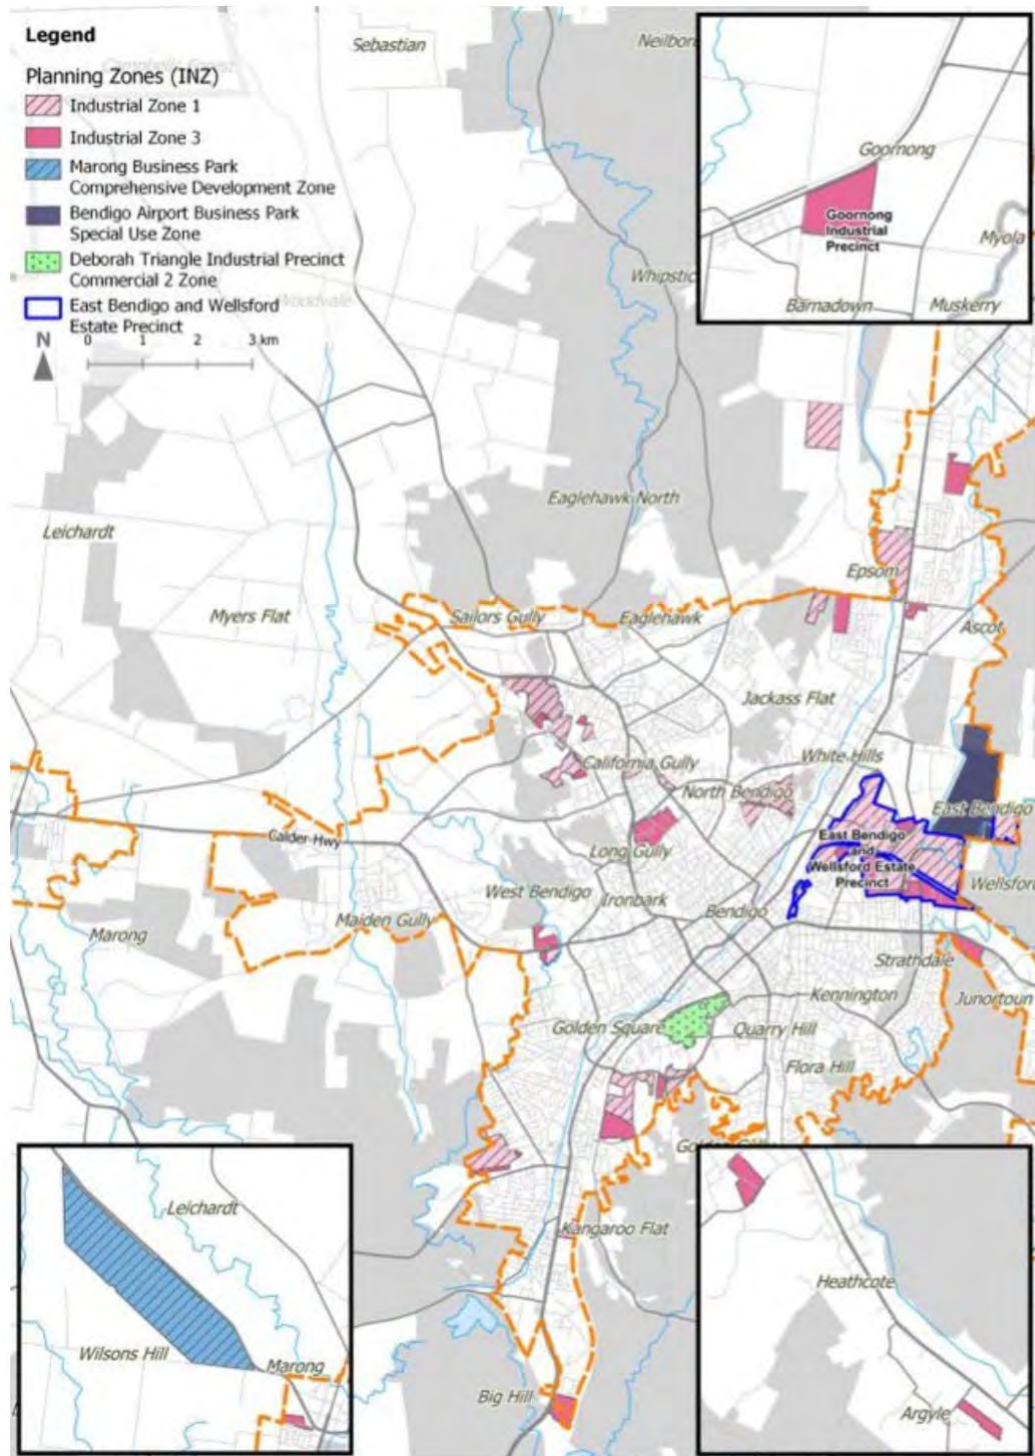 Legend
Planning Zones (INZ)
Industrial Zone 1
Industrial Zone 3
Marong Business Park
Comprehensive Development Zone
Bendigo Airport Business Park
Special Use Zone
Deborah Triangle Industrial Precinct
Commercial 2 Zone
East Bendigo and Wellsford
Estate Precinct
N
0 1 2 3 km
Sebastian
Woodvale
Goornong
Goornong
Industrial
Precinct
Myola
Barnadown
Muskerry
Eaglehawk North
Leichardt
Epsom
Myers Flat
Sailors Gully
Eaglehawk
Ascot
Jackass Flat
White Hills
California Gully
North Bendigo
East Bendigo
East Bendigo
and
Wellsford Estate
Precinct
Calder Hwy
Long Gully
West Bendigo
Ironbark
Bendigo
Maiden Gully
Marong
Strathdale
Kennington
Junortoun
Golden Square
Quarry Hill
Flora Hill
Kangaroo Flat
Big Hill
Leichardt
Wilsons Hill
Marong
Heathcote
Argyle